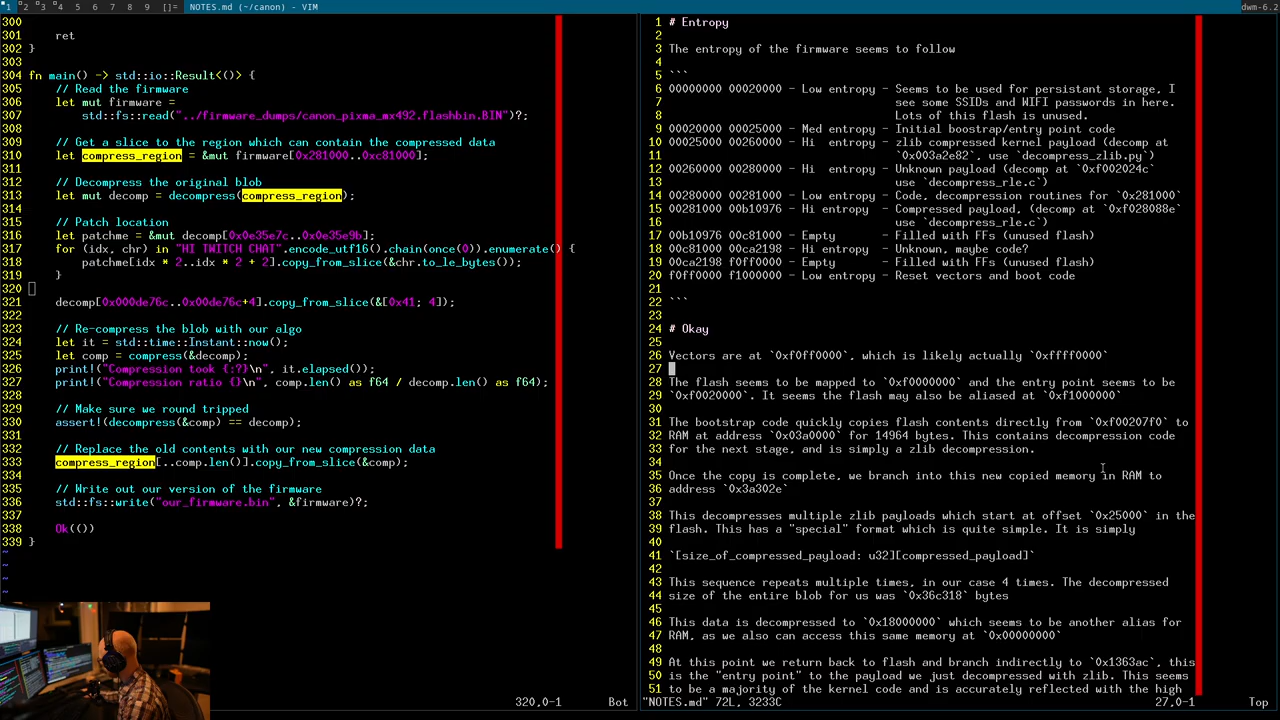 1 2 3 4 5 6 7 8 9 []= NOTES.md (~/canon) - VIM dwm-6.2
300
301     ret
302 }
303
304 fn main() -> std::io::Result<()> {
305     // Read the firmware
306     let mut firmware =
307         std::fs::read("../firmware_dumps/canon_pixma_mx492.flashbin.BIN")?;
308
309     // Get a slice to the region which can contain the compressed data
310     let compress_region = &mut firmware[0x281000..0xc81000];
311
312     // Decompress the original blob
313     let mut decomp = decompress(compress_region);
314
315     // Patch location
316     let patchme = &mut decomp[0x0e35e7c..0x0e35e9b];
317     for (idx, chr) in "HI TWITCH CHAT".encode_utf16().chain(once(0)).enumerate() {
318         patchme[idx * 2..idx * 2 + 2].copy_from_slice(&chr.to_le_bytes());
319     }
320
321     decomp[0x000de76c..0x00de76c+4].copy_from_slice(&[0x41; 4]);
322
323     // Re-compress the blob with our algo
324     let it = std::time::Instant::now();
325     let comp = compress(&decomp);
326     print!("Compression took {:?}\n", it.elapsed());
327     print!("Compression ratio {}\n", comp.len() as f64 / decomp.len() as f64);
328
329     // Make sure we round tripped
330     assert!(decompress(&comp) == decomp);
331
332     // Replace the old contents with our new compression data
333     compress_region[..comp.len()].copy_from_slice(&comp);
334
335     // Write out our version of the firmware
336     std::fs::write("our_firmware.bin", &firmware)?;
337
338     Ok(())
339 }
~
~
~
~
320,0-1 Bot
1 # Entropy
2
3 The entropy of the firmware seems to follow
4
5 ```
6 00000000 00020000 - Low entropy - Seems to be used for persistant storage, I
7                                   see some SSIDs and WIFI passwords in here.
8                                   Lots of this flash is unused.
9 00020000 00025000 - Med entropy - Initial boostrap/entry point code
10 00025000 00260000 - Hi  entropy - zlib compressed kernel payload (decomp at
11                                   `0x003a2e82`, use `decompress_zlib.py`)
12 00260000 00280000 - Hi  entropy - Unknown payload (decomp at `0xf002024c`
13                                   use `decompress_rle.c`)
14 00280000 00281000 - Low entropy - Code, decompression routines for `0x281000`
15 00281000 00b10976 - Hi entropy - Compressed payload, (decomp at `0xf028088e`
16                                   use `decompress_rle.c`)
17 00b10976 00c81000 - Empty       - Filled with FFs (unused flash)
18 00c81000 00ca2198 - Hi entropy  - Unknown, maybe code?
19 00ca2198 f0ff0000 - Empty       - Filled with FFs (unused flash)
20 f0ff0000 f1000000 - Low entropy - Reset vectors and boot code
21
22 ```
23
24 # Okay
25
26 Vectors are at `0xf0ff0000`, which is likely actually `0xffff0000`
27
28 The flash seems to be mapped to `0xf0000000` and the entry point seems to be
29 `0xf0020000`. It seems the flash may also be aliased at `0xf1000000`
30
31 The bootstrap code quickly copies flash contents directly from `0xf00207f0` to
32 RAM at address `0x03a0000` for 14964 bytes. This contains decompression code
33 for the next stage, and is simply a zlib decompression.
34
35 Once the copy is complete, we branch into this new copied memory in RAM to
36 address `0x3a302e`
37
38 This decompresses multiple zlib payloads which start at offset `0x25000` in the
39 flash. This has a "special" format which is quite simple. It is simply
40
41 `[size_of_compressed_payload: u32][compressed_payload]`
42
43 This sequence repeats multiple times, in our case 4 times. The decompressed
44 size of the entire blob for us was `0x36c318` bytes
45
46 This data is decompressed to `0x18000000` which seems to be another alias for
47 RAM, as we also can access this same memory at `0x00000000`
48
49 At this point we return back to flash and branch indirectly to `0x1363ac`, this
50 is the "entry point" to the payload we just decompressed with zlib. This seems
51 to be a majority of the kernel code and is accurately reflected with the high
"NOTES.md" 72L, 3233C 27,0-1 Top